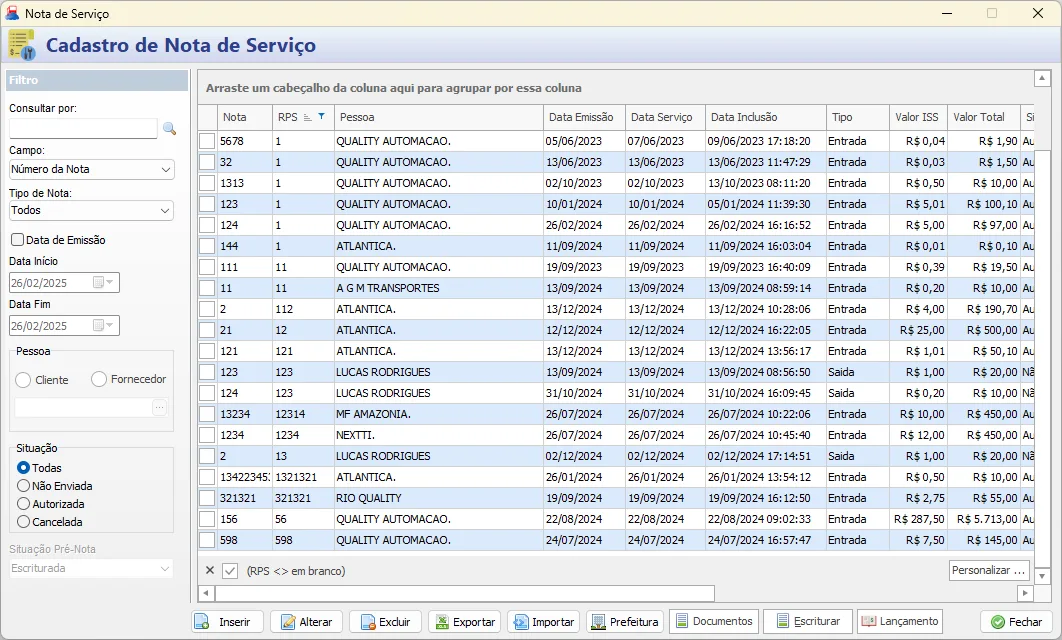 Nota de Serviço
Cadastro de Nota de Serviço
Filtro
Consultar por:
Campo:
Número da Nota
Tipo de Nota:
Todos
Data de Emissão
Data Início
26/02/2025
Data Fim
26/02/2025
Pessoa
Cliente Fornecedor
...
Situação
Todas
Não Enviada
Autorizada
Cancelada
Situação Pré-Nota
Escriturada
Arraste um cabeçalho da coluna aqui para agrupar por essa coluna
Nota RPS Pessoa Data Emissão Data Serviço Data Inclusão Tipo Valor ISS Valor Total Si
5678 1 QUALITY AUTOMACAO. 05/06/2023 07/06/2023 09/06/2023 17:18:20 Entrada R$ 0,04 R$ 1,90 Au
32 1 QUALITY AUTOMACAO. 13/06/2023 13/06/2023 13/06/2023 11:47:29 Entrada R$ 0,03 R$ 1,50 Au
1313 1 QUALITY AUTOMACAO. 02/10/2023 02/10/2023 13/10/2023 08:11:20 Entrada R$ 0,50 R$ 10,00 Au
123 1 QUALITY AUTOMACAO. 10/01/2024 10/01/2024 05/01/2024 11:39:30 Entrada R$ 5,01 R$ 100,10 Au
124 1 QUALITY AUTOMACAO. 26/02/2024 26/02/2024 26/02/2024 16:16:52 Entrada R$ 5,00 R$ 97,00 Au
144 1 ATLANTICA. 11/09/2024 11/09/2024 11/09/2024 16:03:04 Entrada R$ 0,01 R$ 0,10 Au
111 11 QUALITY AUTOMACAO. 19/09/2023 19/09/2023 19/09/2023 16:40:09 Entrada R$ 0,39 R$ 19,50 Au
11 11 A G M TRANSPORTES 13/09/2024 13/09/2024 13/09/2024 08:59:14 Entrada R$ 0,20 R$ 10,00 Au
2 112 ATLANTICA. 13/12/2024 13/12/2024 13/12/2024 10:28:06 Entrada R$ 4,00 R$ 190,70 Au
21 12 ATLANTICA. 12/12/2024 12/12/2024 12/12/2024 16:22:05 Entrada R$ 25,00 R$ 500,00 Au
121 121 ATLANTICA. 13/12/2024 13/12/2024 13/12/2024 13:56:17 Entrada R$ 1,01 R$ 50,10 Au
123 123 LUCAS RODRIGUES 13/09/2024 13/09/2024 13/09/2024 08:56:50 Saida R$ 1,00 R$ 20,00 Nã
124 123 LUCAS RODRIGUES 31/10/2024 31/10/2024 31/10/2024 16:09:45 Saida R$ 0,20 R$ 10,00 Nã
13234 12314 MF AMAZONIA. 26/07/2024 26/07/2024 26/07/2024 10:22:06 Entrada R$ 10,00 R$ 450,00 Au
1234 1234 NEXTTI. 26/07/2024 26/07/2024 26/07/2024 10:45:40 Entrada R$ 12,00 R$ 450,00 Au
2 13 LUCAS RODRIGUES 02/12/2024 02/12/2024 02/12/2024 17:14:51 Saida R$ 1,00 R$ 20,00 Nã
134223453 1321321 ATLANTICA. 26/01/2024 26/01/2024 26/01/2024 13:54:12 Entrada R$ 0,50 R$ 10,00 Au
321321 321321 RIO QUALITY 19/09/2024 19/09/2024 19/09/2024 16:12:50 Entrada R$ 2,75 R$ 55,00 Au
156 56 QUALITY AUTOMACAO. 22/08/2024 22/08/2024 22/08/2024 09:02:33 Entrada R$ 287,50 R$ 5.713,00 Au
598 598 QUALITY AUTOMACAO. 24/07/2024 24/07/2024 24/07/2024 16:57:47 Entrada R$ 7,50 R$ 145,00 Au
(RPS <> em branco) Personalizar ...
Inserir Alterar Excluir Exportar Importar Prefeitura Documentos Escriturar Lançamento Fechar